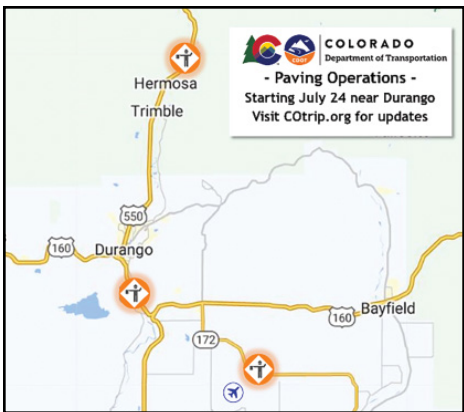 COLORADO
Department of Transportation
CDOT
- Paving Operations -
Starting July 24 near Durango
Visit COtrip.org for updates
Hermosa
Trimble
550
160
Durango
160
Bayfield
172